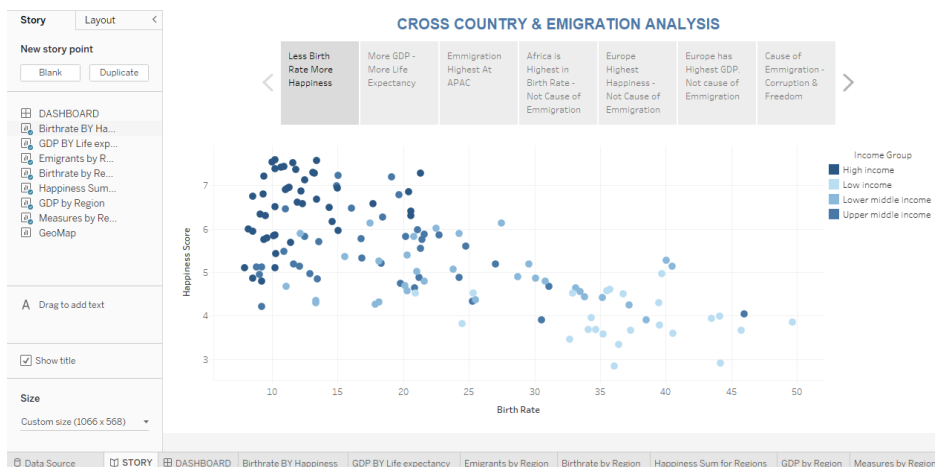 Story
Layout
<
New story point
Blank
Duplicate
DASHBOARD
Birthrate BY Ha...
GDP BY Life exp...
Emigrants by R...
Birthrate by Re...
Happiness Sum...
GDP by Region
Measures by Re...
GeoMap
A Drag to add text
Show title
Size
Custom size (1066 x 568)
CROSS COUNTRY & EMIGRATION ANALYSIS
Less Birth
Rate More
Happiness
More GDP -
More Life
Expectancy
Emmigration
Highest At
APAC
Africa is
Highest in
Birth Rate -
Not Cause of
Emmigration
Europe
Highest
Happiness -
Not Cause of
Emmigration
Europe has
Highest GDP.
Not cause of
Emmigration
Cause of
Emmigration -
Corruption &
Freedom
Happiness Score
7
6
5
4
3
10 15 20 25 30 35 40 45 50
Birth Rate
Income Group
High income
Low income
Lower middle income
Upper middle income
Data Source
STORY
DASHBOARD
Birthrate BY Happiness
GDP BY Life expectancy
Emigrants by Region
Birthrate by Region
Happiness Sum for Regions
GDP by Region
Measures by Region